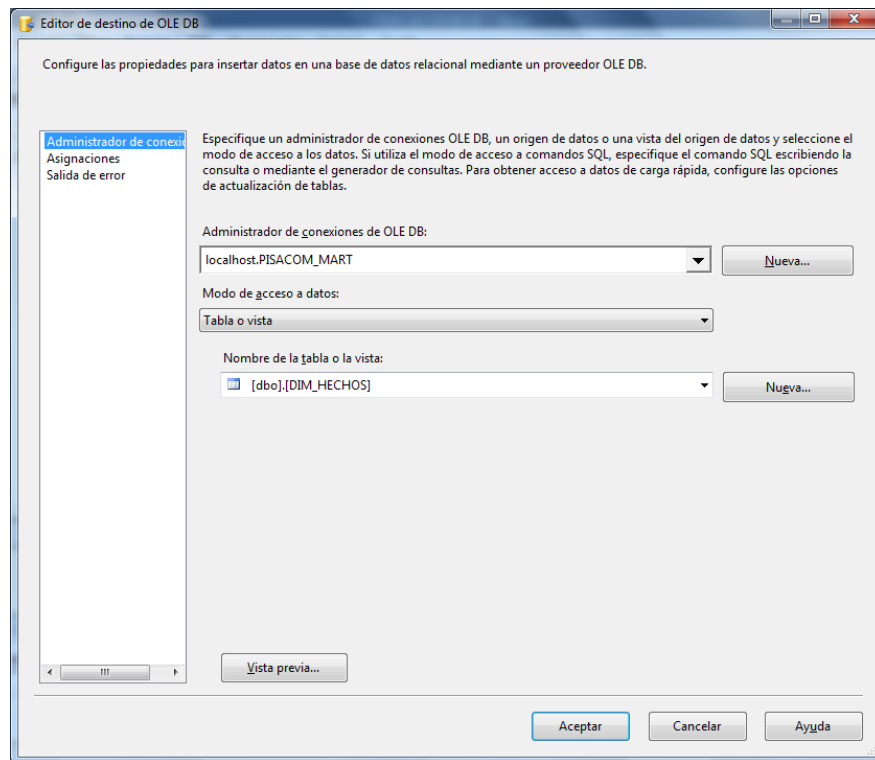 Editor de destino de OLE DB
Configure las propiedades para insertar datos en una base de datos relacional mediante un proveedor OLE DB.
Administrador de conexi
Asignaciones
Salida de error
Especifique un administrador de conexiones OLE DB, un origen de datos o una vista del origen de datos y seleccione el
modo de acceso a los datos. Si utiliza el modo de acceso a comandos SQL, especifique el comando SQL escribiendo la
consulta o mediante el generador de consultas. Para obtener acceso a datos de carga rápida, configure las opciones
de actualización de tablas.
Administrador de conexiones de OLE DB:
localhost.PISACOM_MART
Nueva...
Modo de acceso a datos:
Tabla o vista
Nombre de la tabla o la vista:
[dbo].[DIM_HECHOS]
Nueva...
Vista previa...
Aceptar
Cancelar
Ayuda